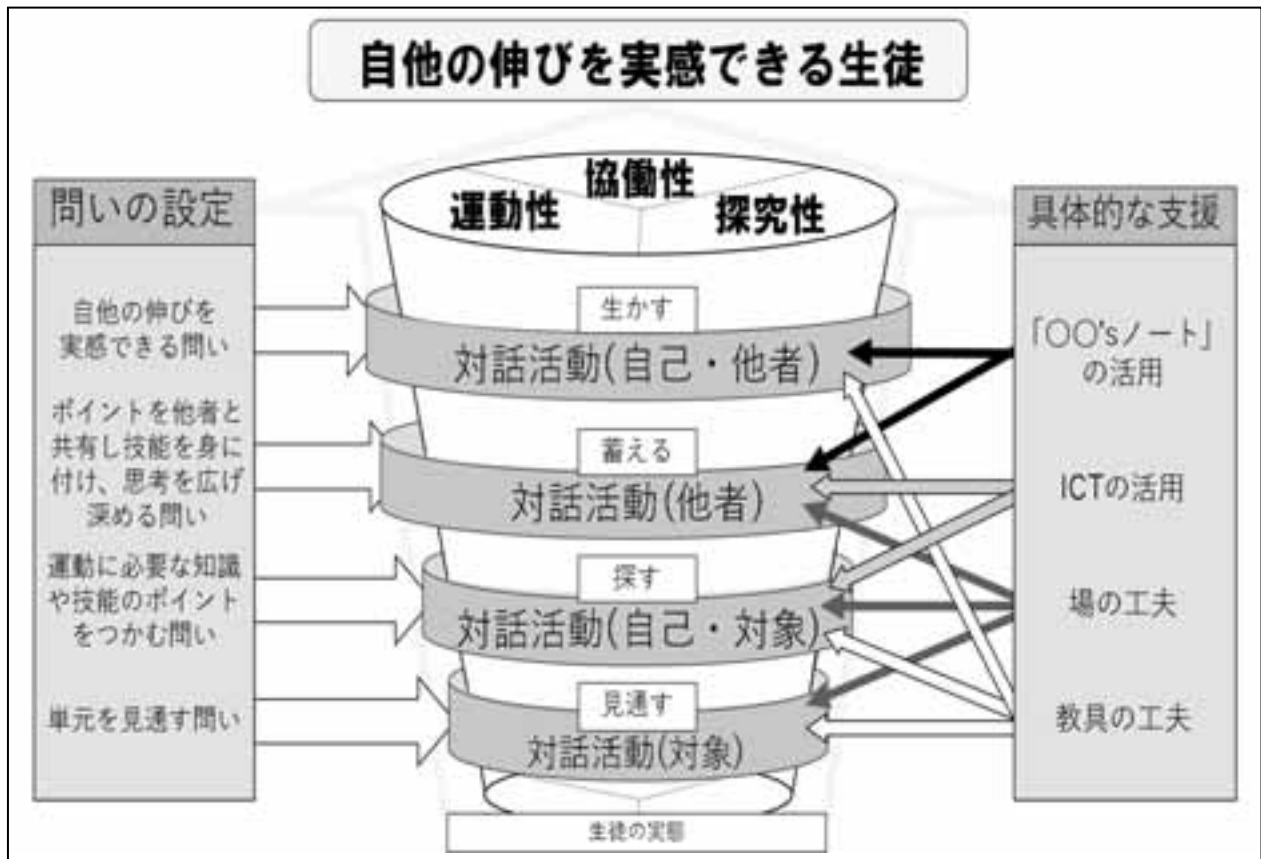 自他の伸びを実感できる生徒
問いの設定
自他の伸びを
実感できる問い
ポイントを他者と
共有し技能を身に
付け、思考を広げ
深める問い
運動に必要な知識
や技能のポイント
をつかむ問い
単元を見通す問い
協働性
運動性
探究性
生かす
対話活動(自己・他者)
蓄える
対話活動(他者)
探す
対話活動(自己・対象)
見通す
対話活動(対象)
生徒の実態
具体的な支援
「〇〇'sノート」
の活用
ICTの活用
場の工夫
教具の工夫